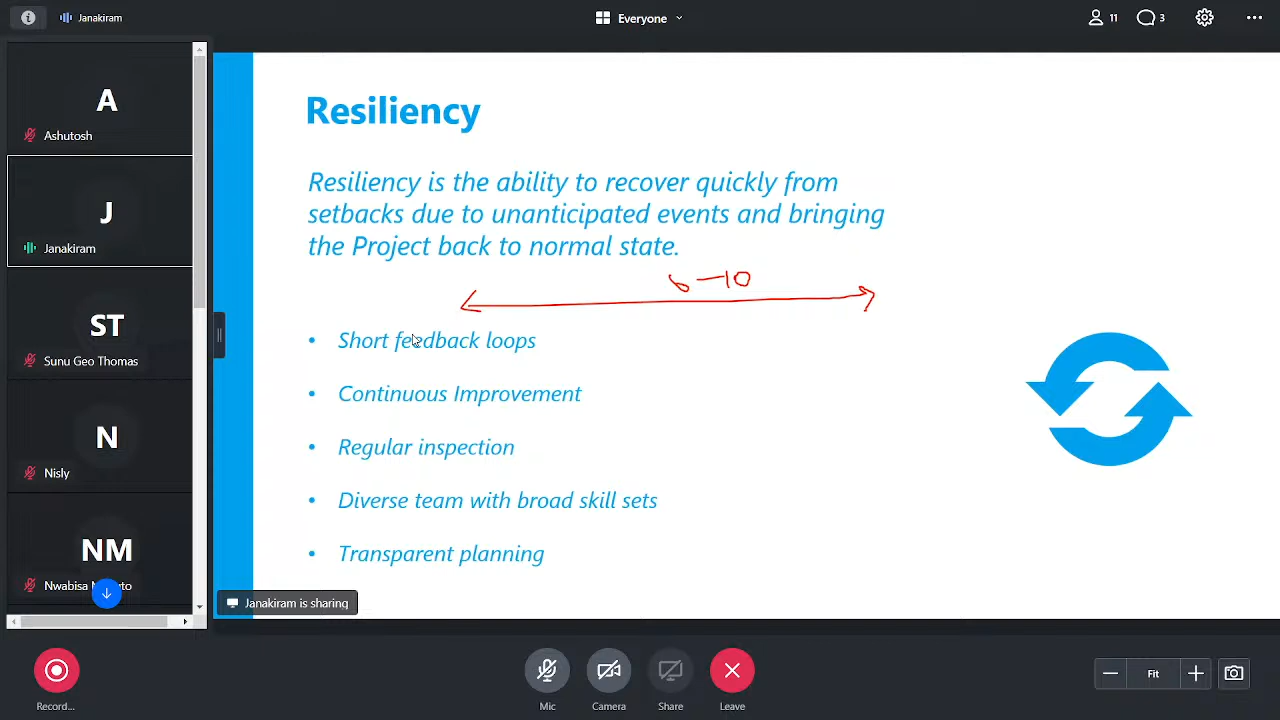 Janakiram
Everyone
11
3
A
Ashutosh
J
Janakiram
ST
Sunu Geo Thomas
N
Nisly
NM
Nwabisa
Resiliency
Resiliency is the ability to recover quickly from
setbacks due to unanticipated events and bringing
the Project back to normal state.
6-10
• Short feedback loops
• Continuous Improvement
• Regular inspection
• Diverse team with broad skill sets
• Transparent planning
Janakiram is sharing
Record...
Mic
Camera
Share
Leave
Fit